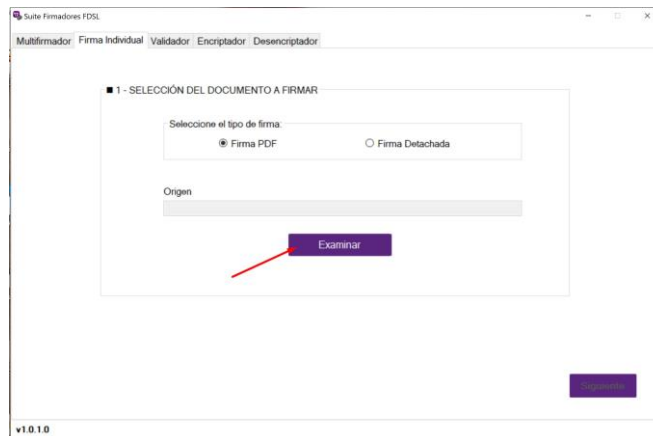 Suite Firmadores FDSL
Multifirmador Firma Individual Validador Encriptador Desencriptador
1 - SELECCIÓN DEL DOCUMENTO A FIRMAR
Seleccione el tipo de firma:
Firma PDF Firma Detachada
Origen
Examinar
Siguiente
v1.0.1.0